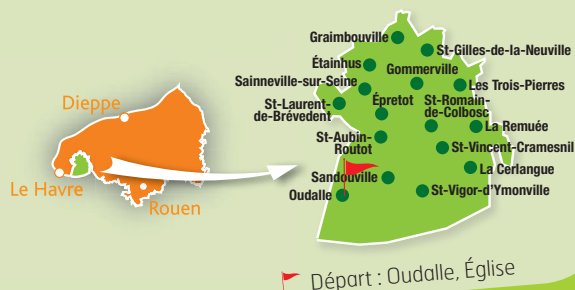 Dieppe
Le Havre
Rouen
Graimbouville
St-Gilles-de-la-Neuville
Étainhus
Gommerville
Sainneville-sur-Seine
Les Trois-Pierres
St-Laurent-
de-Brévedent
Épretot
St-Romain-
de-Colbosc
La Remuée
St-Aubin-
Routot
St-Vincent-Cramesnil
La Cerlangue
Sandouville
Oudalle
St-Vigor-d'Ymonville
Départ : Oudalle, Église